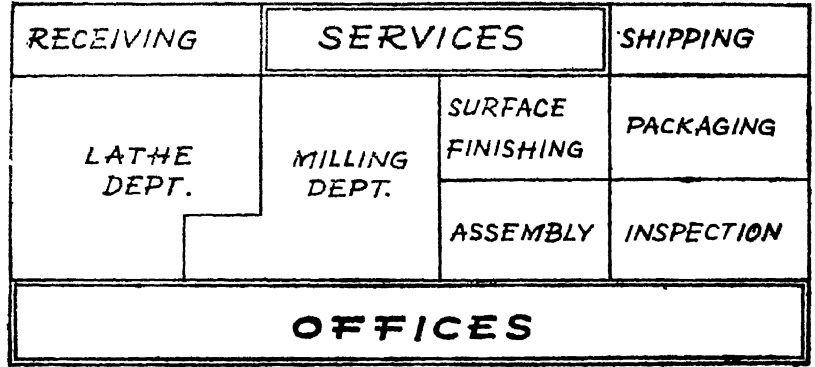 RECEIVING
SERVICES
SHIPPING
LATHE
DEPT.
MILLING
DEPT.
SURFACE
FINISHING
PACKAGING
ASSEMBLY
INSPECTION
OFFICES